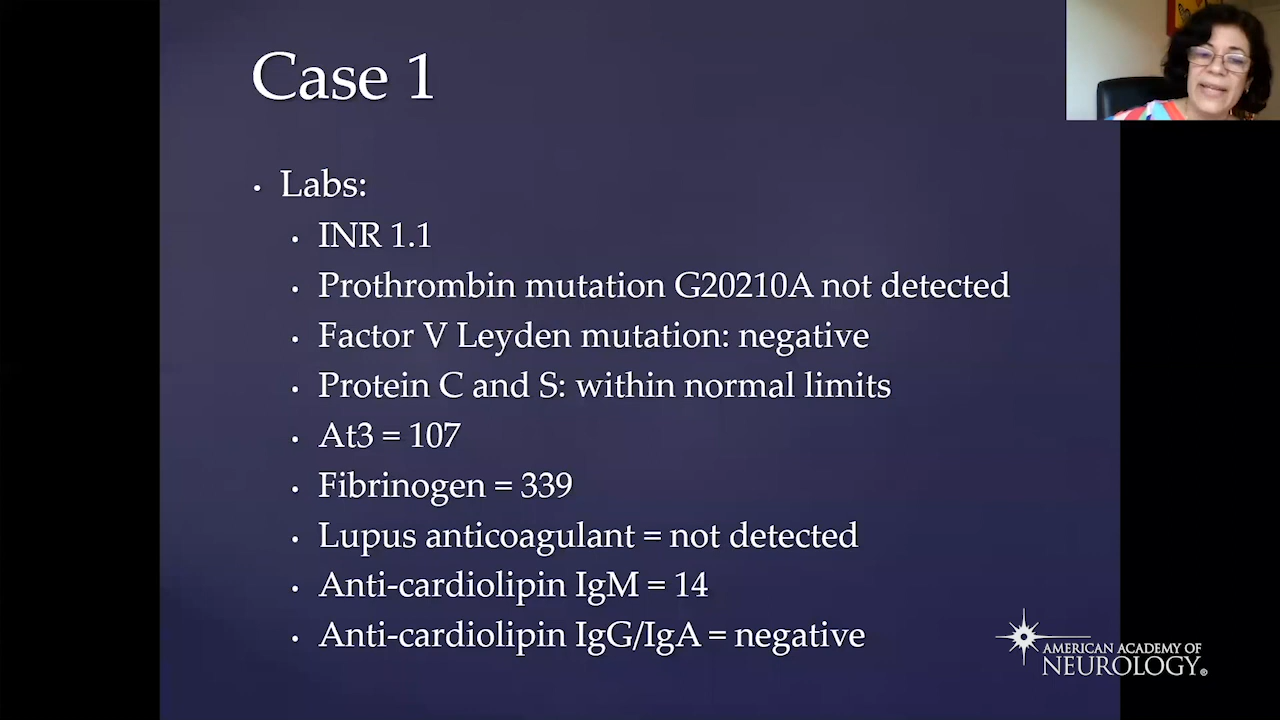 Case 1
• Labs:
• INR 1.1
• Prothrombin mutation G20210A not detected
• Factor V Leyden mutation: negative
• Protein C and S: within normal limits
• At3 = 107
• Fibrinogen = 339
• Lupus anticoagulant = not detected
• Anti-cardiolipin IgM = 14
• Anti-cardiolipin IgG/IgA = negative
AMERICAN ACADEMY OF
NEUROLOGY®